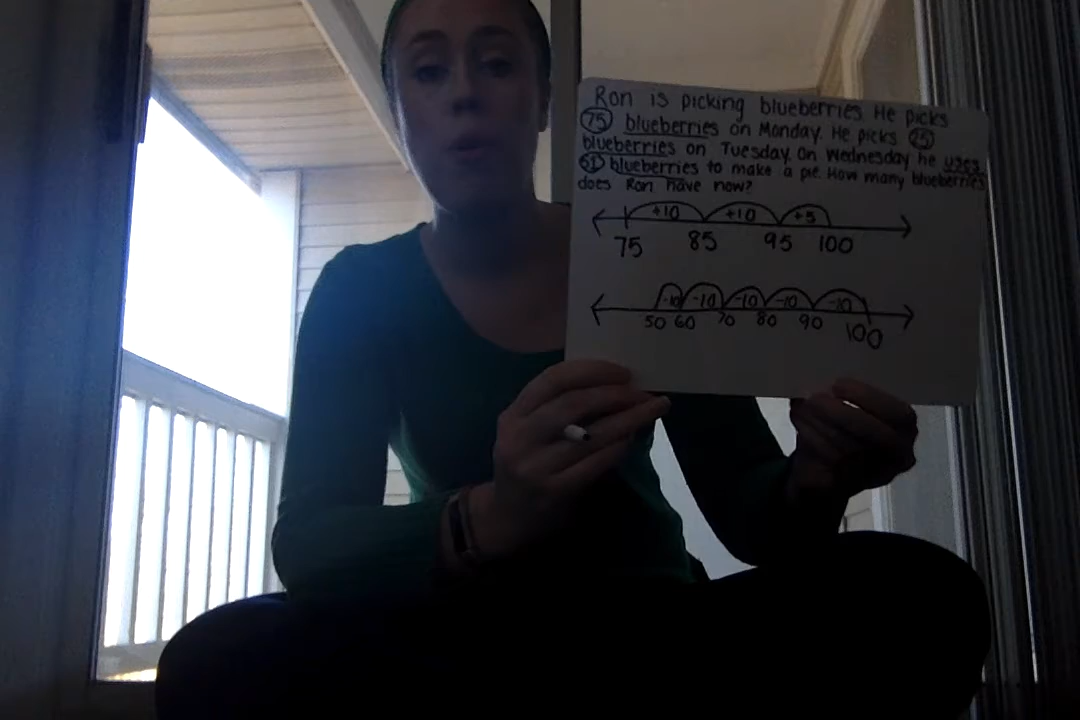 Ron is picking blueberries. He picks
75 blueberries on Monday. He picks 25
blueberries on Tuesday. On Wednesday he uses
51 blueberries to make a pie. How many blueberries
does Ron have now?
+10 +10 +5
75 85 95 100
-10 -10 -10 -10 -10
50 60 70 80 90 100